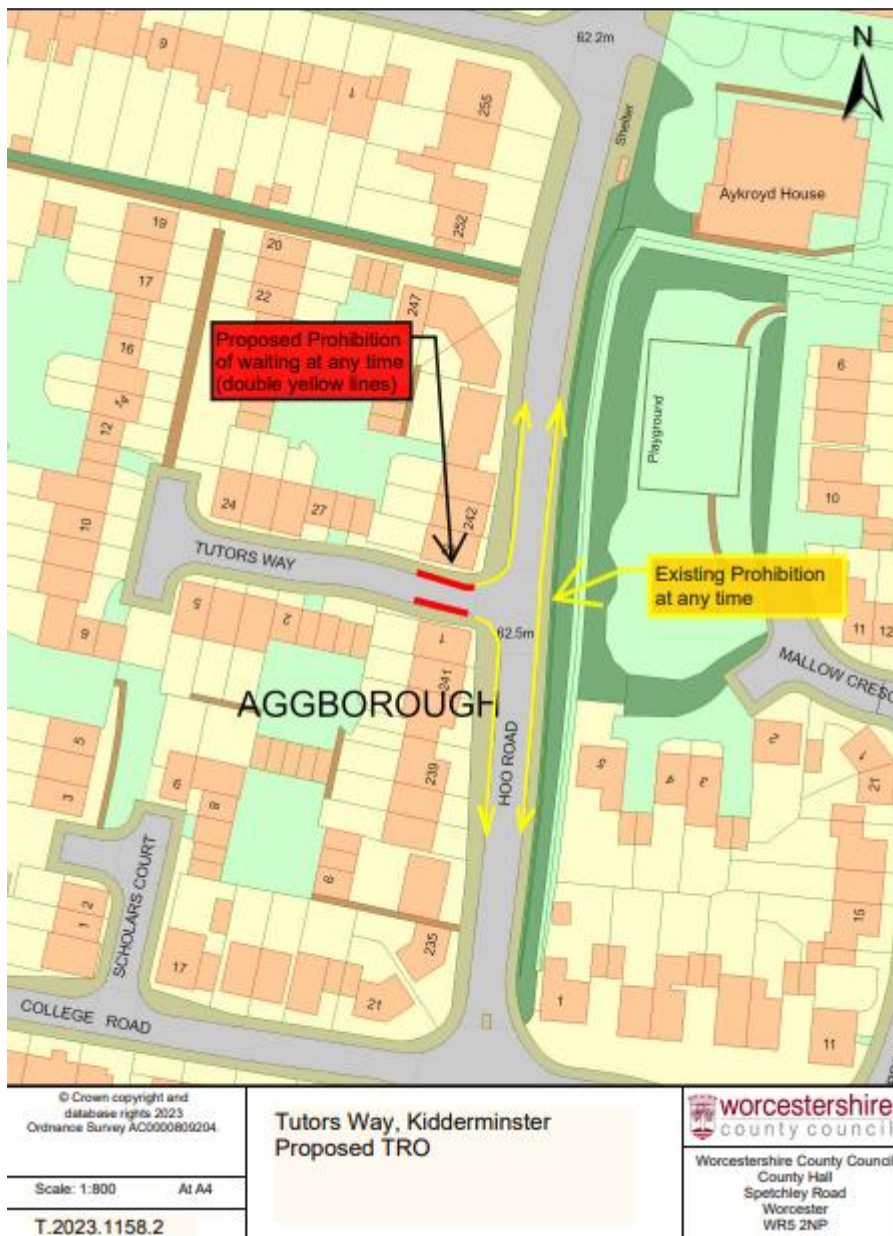 62.2m
N
9
1
255
Shelter
Aykroyd House
252
19
20
17
22
247
16
Proposed Prohibition
of waiting at any time
(double yellow lines)
6
14
12
Playground
24
27
242
10
10
TUTORS WAY
Existing Prohibition
at any time
5
2
1
62.5m
11
12
6
241
MALLOW CRESC
AGGBOROUGH
5
3
239
HOO ROAD
2
1
21
4
3
6
8
8
15
SCHOLARS COURT
1 2
235
17
21
1
11
COLLEGE ROAD
© Crown copyright and
database rights 2023
Ordnance Survey AC0000809204.
Scale: 1:800 At A4
T.2023.1158.2
Tutors Way, Kidderminster
Proposed TRO
worcestershire
county council
Worcestershire County Council
County Hall
Spetchley Road
Worcester
WR5 2NP